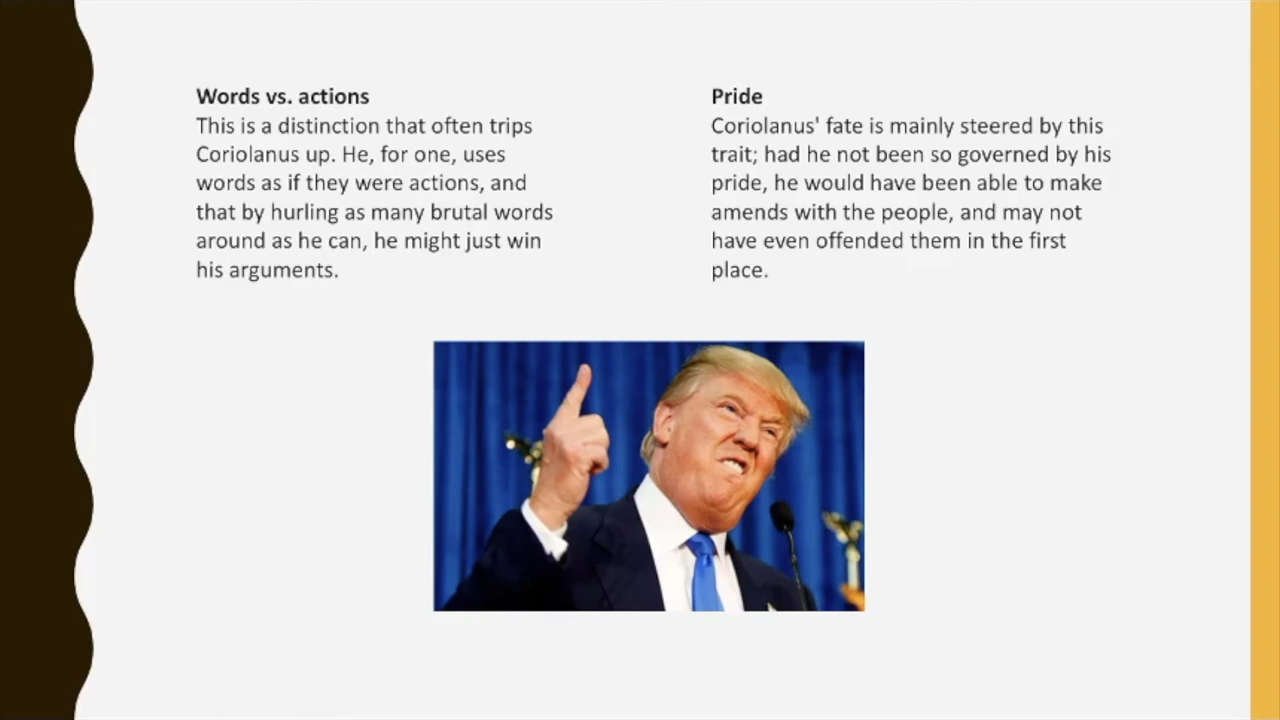 Words vs. actions
This is a distinction that often trips
Coriolanus up. He, for one, uses
words as if they were actions, and
that by hurling as many brutal words
around as he can, he might just win
his arguments.
Pride
Coriolanus' fate is mainly steered by this
trait; had he not been so governed by his
pride, he would have been able to make
amends with the people, and may not
have even offended them in the first
place.